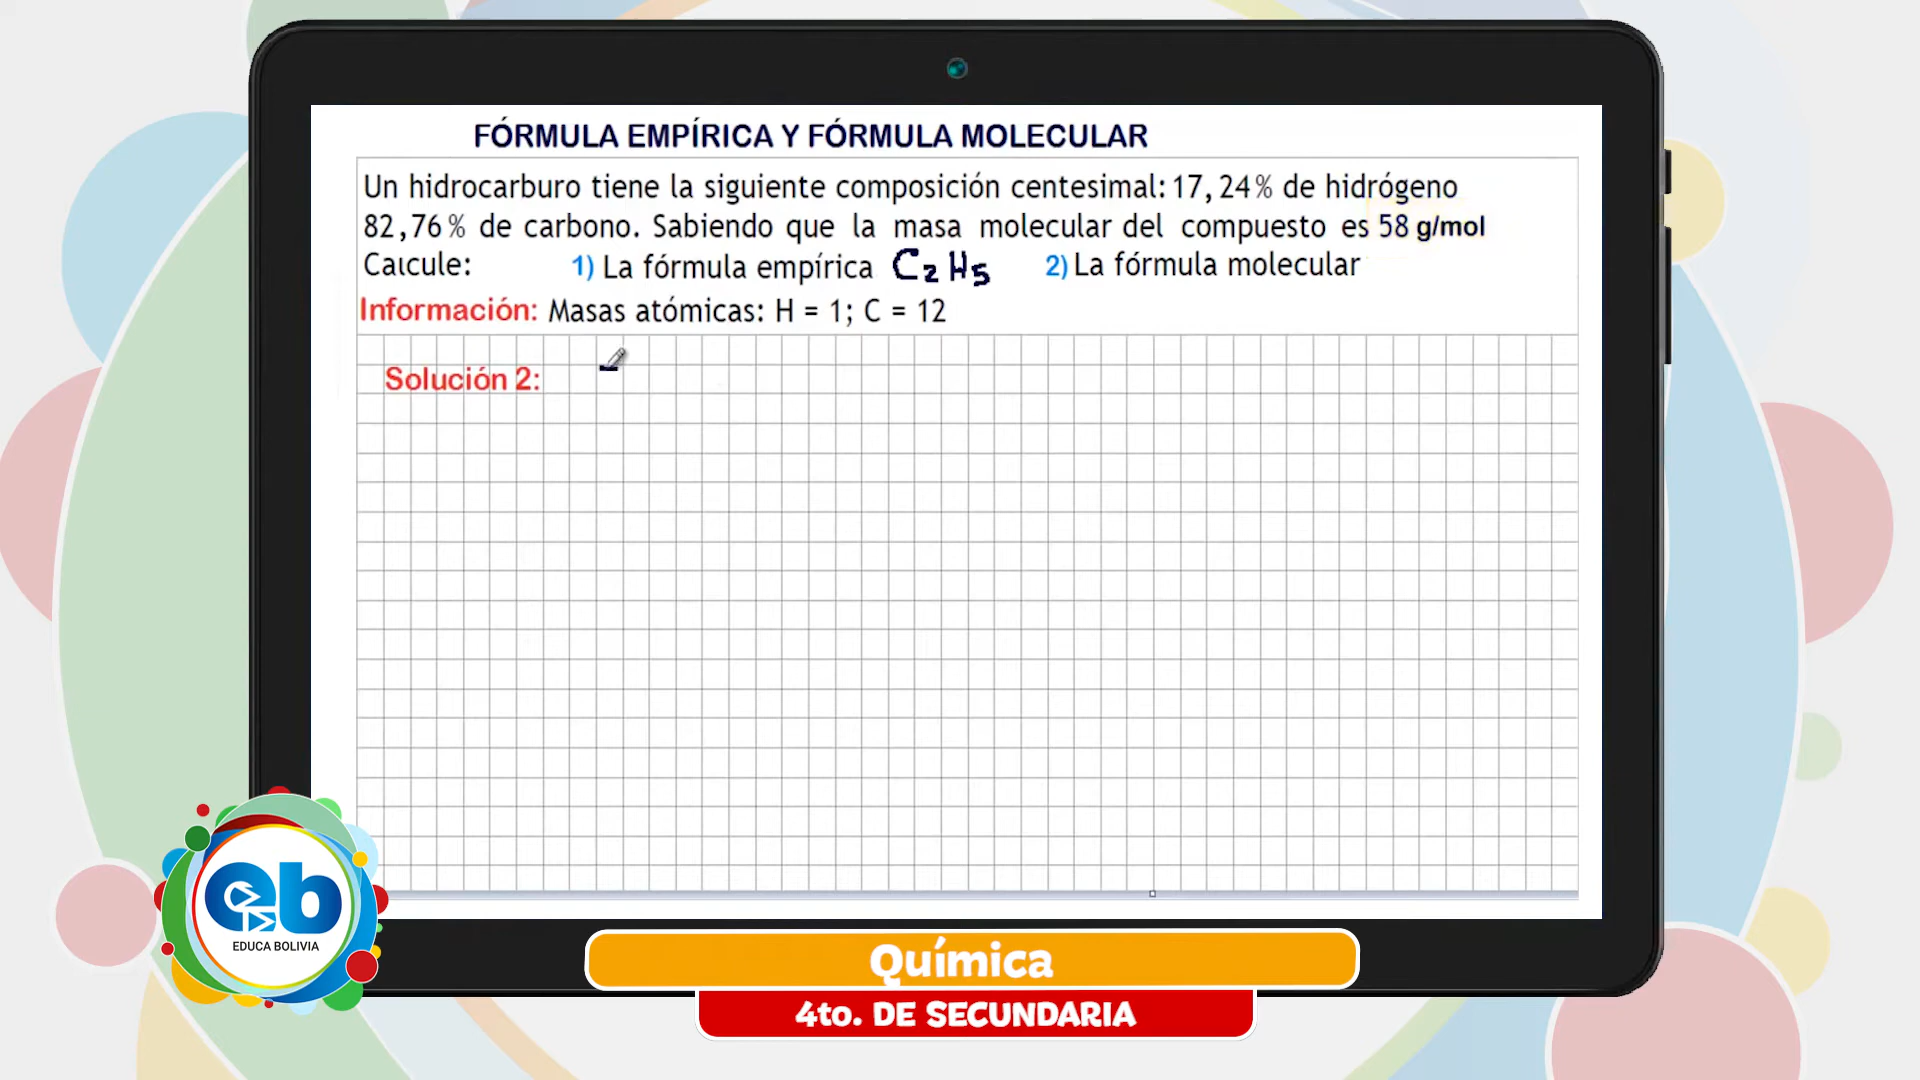 FÓRMULA EMPÍRICA Y FÓRMULA MOLECULAR
Un hidrocarburo tiene la siguiente composición centesimal: 17,24% de hidrógeno
82,76% de carbono. Sabiendo que la masa molecular del compuesto es 58 g/mol
Calcule: 1) La fórmula empírica C₂H₅ 2) La fórmula molecular
Información: Masas atómicas: H = 1; C = 12
Solución 2:
eb
EDUCA BOLIVIA
Química
4to. DE SECUNDARIA